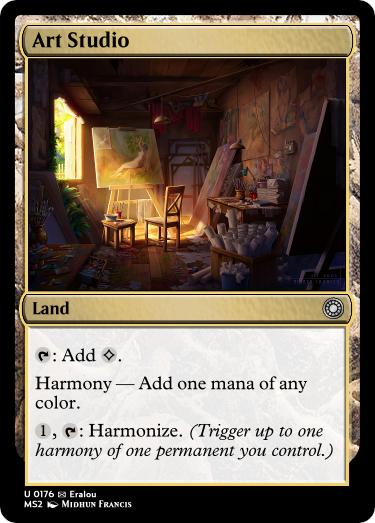 Art Studio
Land
: Add .
Harmony — Add one mana of any
color.
1, : Harmonize. (Trigger up to one
harmony of one permanent you control.)
U 0176 Eralou
MS2 Midhun Francis